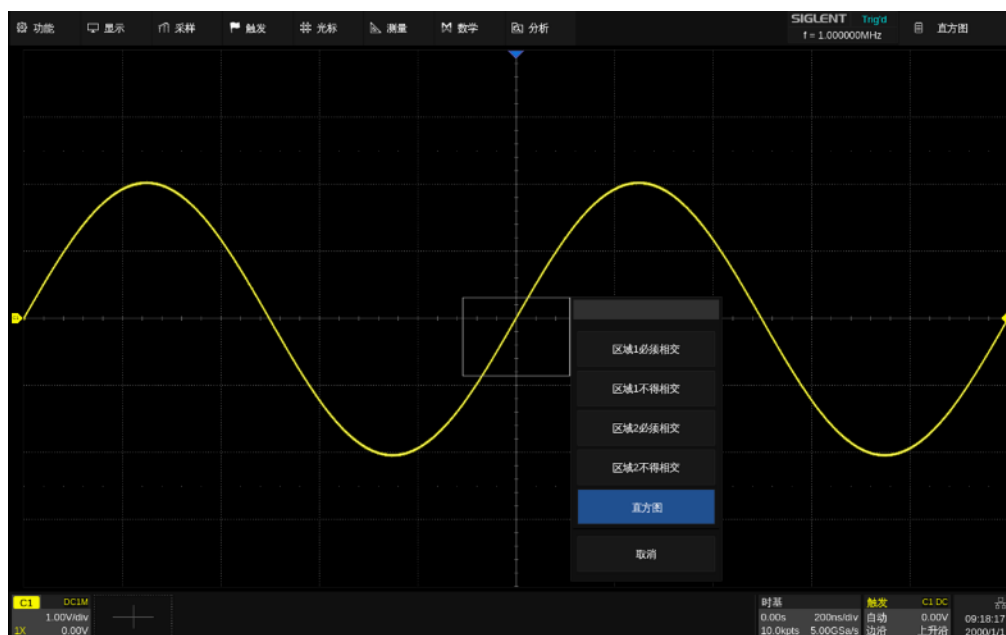 功能 显示 采样 触发 光标 测量 数学 分析 SIGLENT Trig'd 直方图
f = 1.000000MHz
区域1必须相交
区域1不得相交
区域2必须相交
区域2不得相交
直方图
取消
C1 DC1M
1.00V/div
1X 0.00V
时基
0.00s 200ns/div
10.0kpts 5.00GSa/s
触发 C1 DC
自动 0.00V
边沿 上升沿
09:18:17